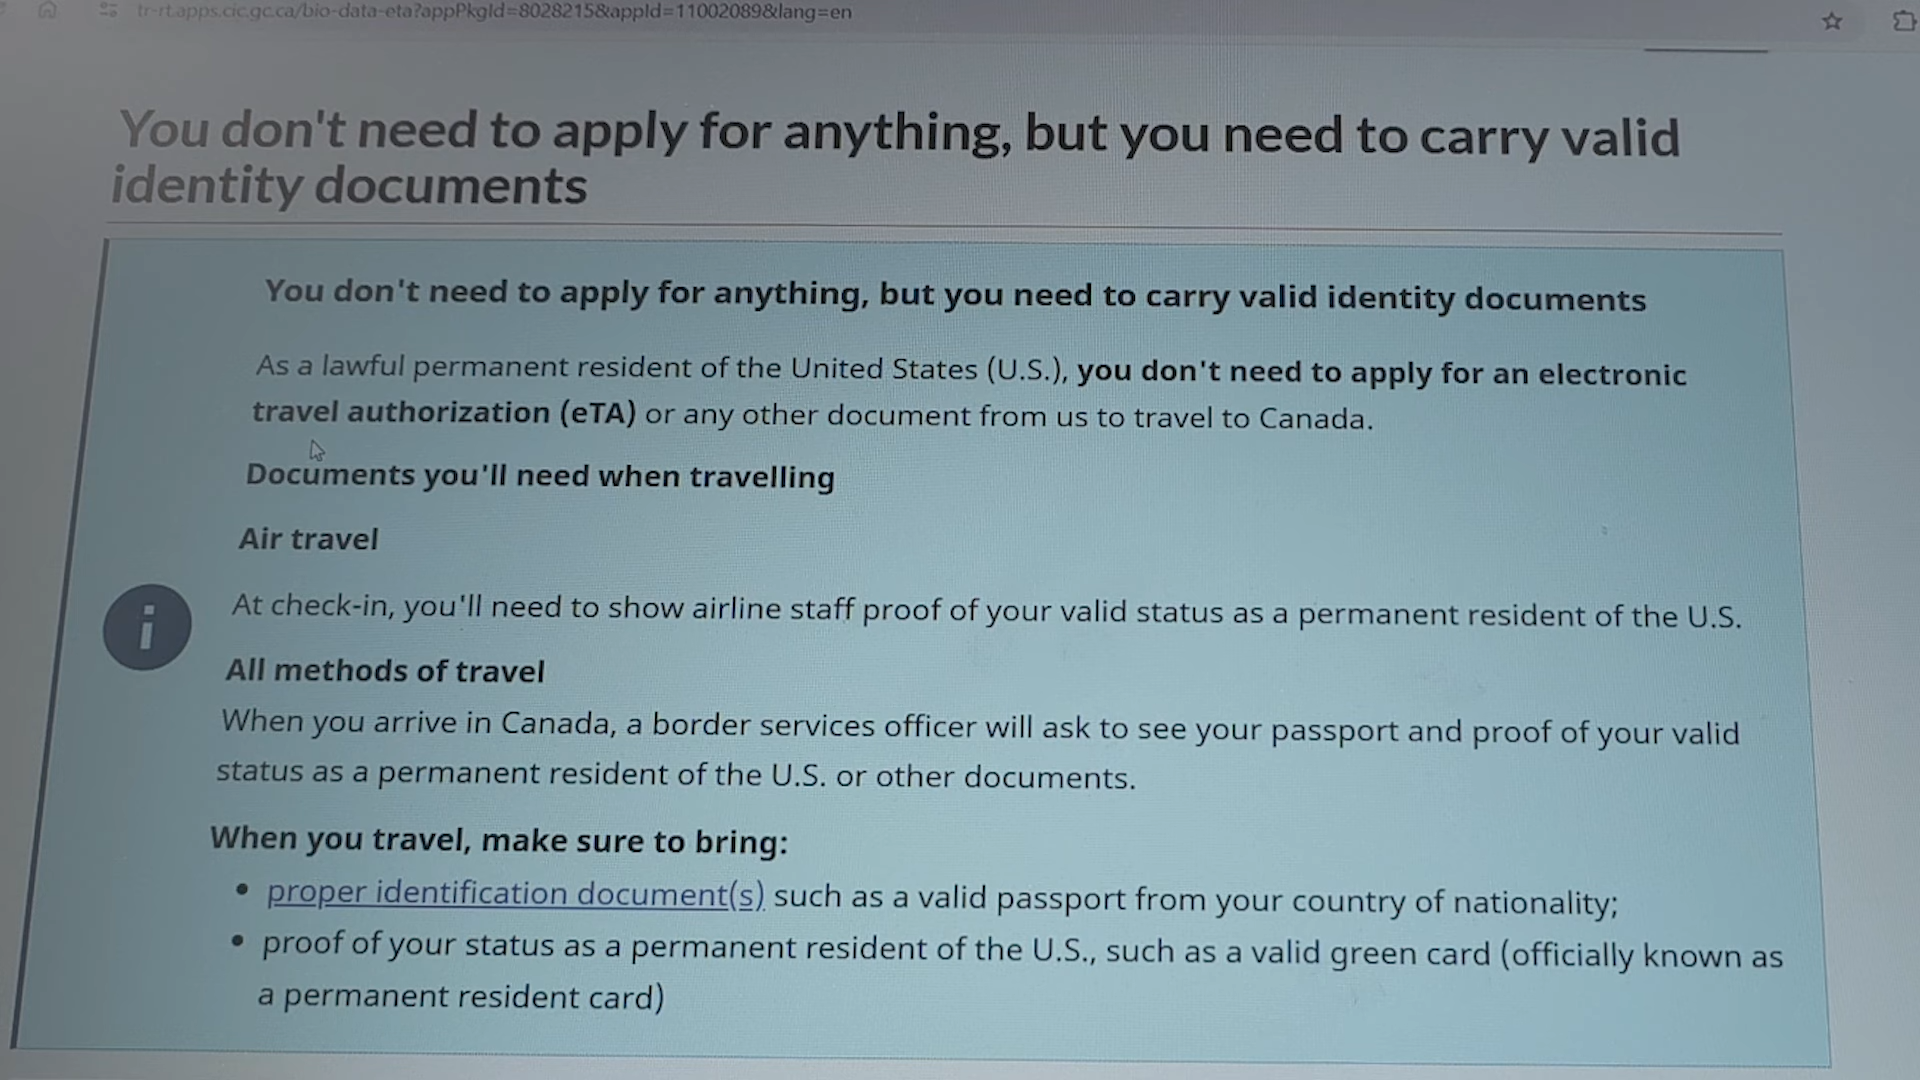 tr-rt.apps.cic.gc.ca/bio-data-eta?appPkgId=8028215&appId=11002089&lang=en
You don't need to apply for anything, but you need to carry valid
identity documents
You don't need to apply for anything, but you need to carry valid identity documents
As a lawful permanent resident of the United States (U.S.), you don't need to apply for an electronic
travel authorization (eTA) or any other document from us to travel to Canada.
Documents you'll need when travelling
Air travel
At check-in, you'll need to show airline staff proof of your valid status as a permanent resident of the U.S.
All methods of travel
When you arrive in Canada, a border services officer will ask to see your passport and proof of your valid
status as a permanent resident of the U.S. or other documents.
When you travel, make sure to bring:
• proper identification document(s) such as a valid passport from your country of nationality;
• proof of your status as a permanent resident of the U.S., such as a valid green card (officially known as
a permanent resident card)